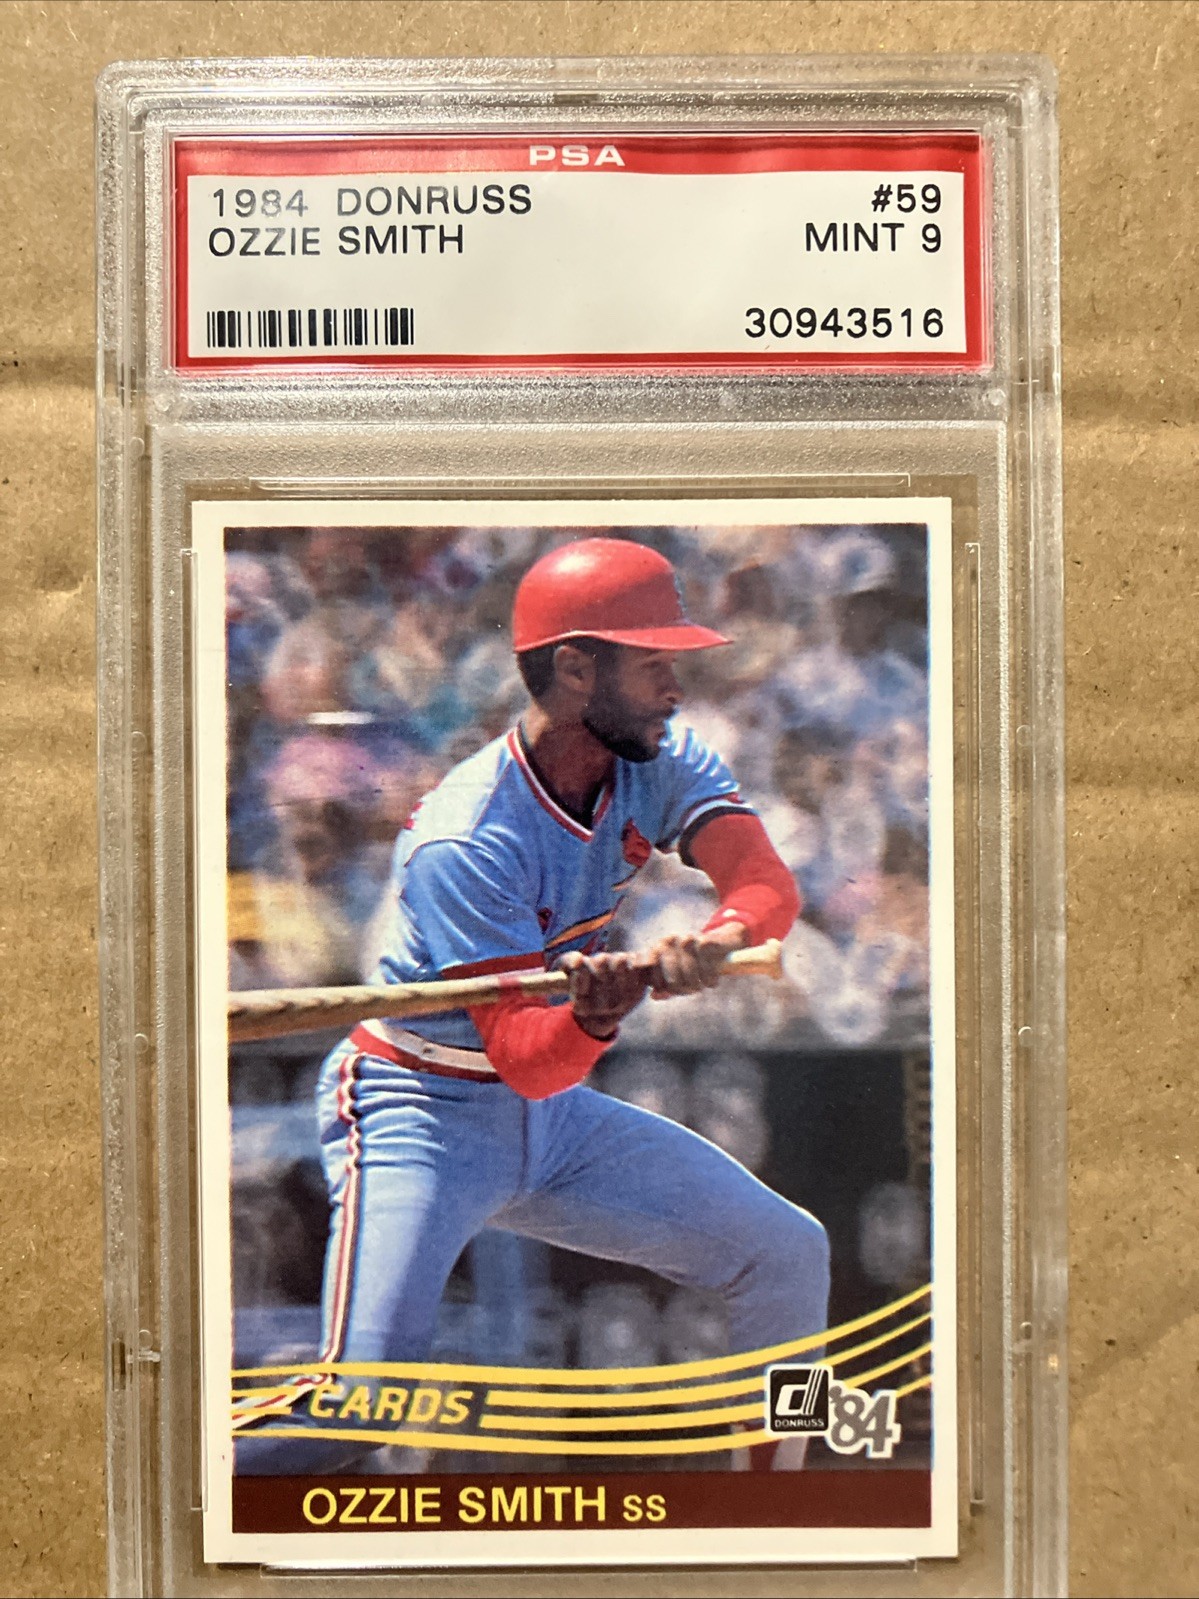 PSA
1984 DONRUSS #59
OZZIE SMITH MINT 9
30943516
CARDS
DONRUSS
'84
OZZIE SMITH SS